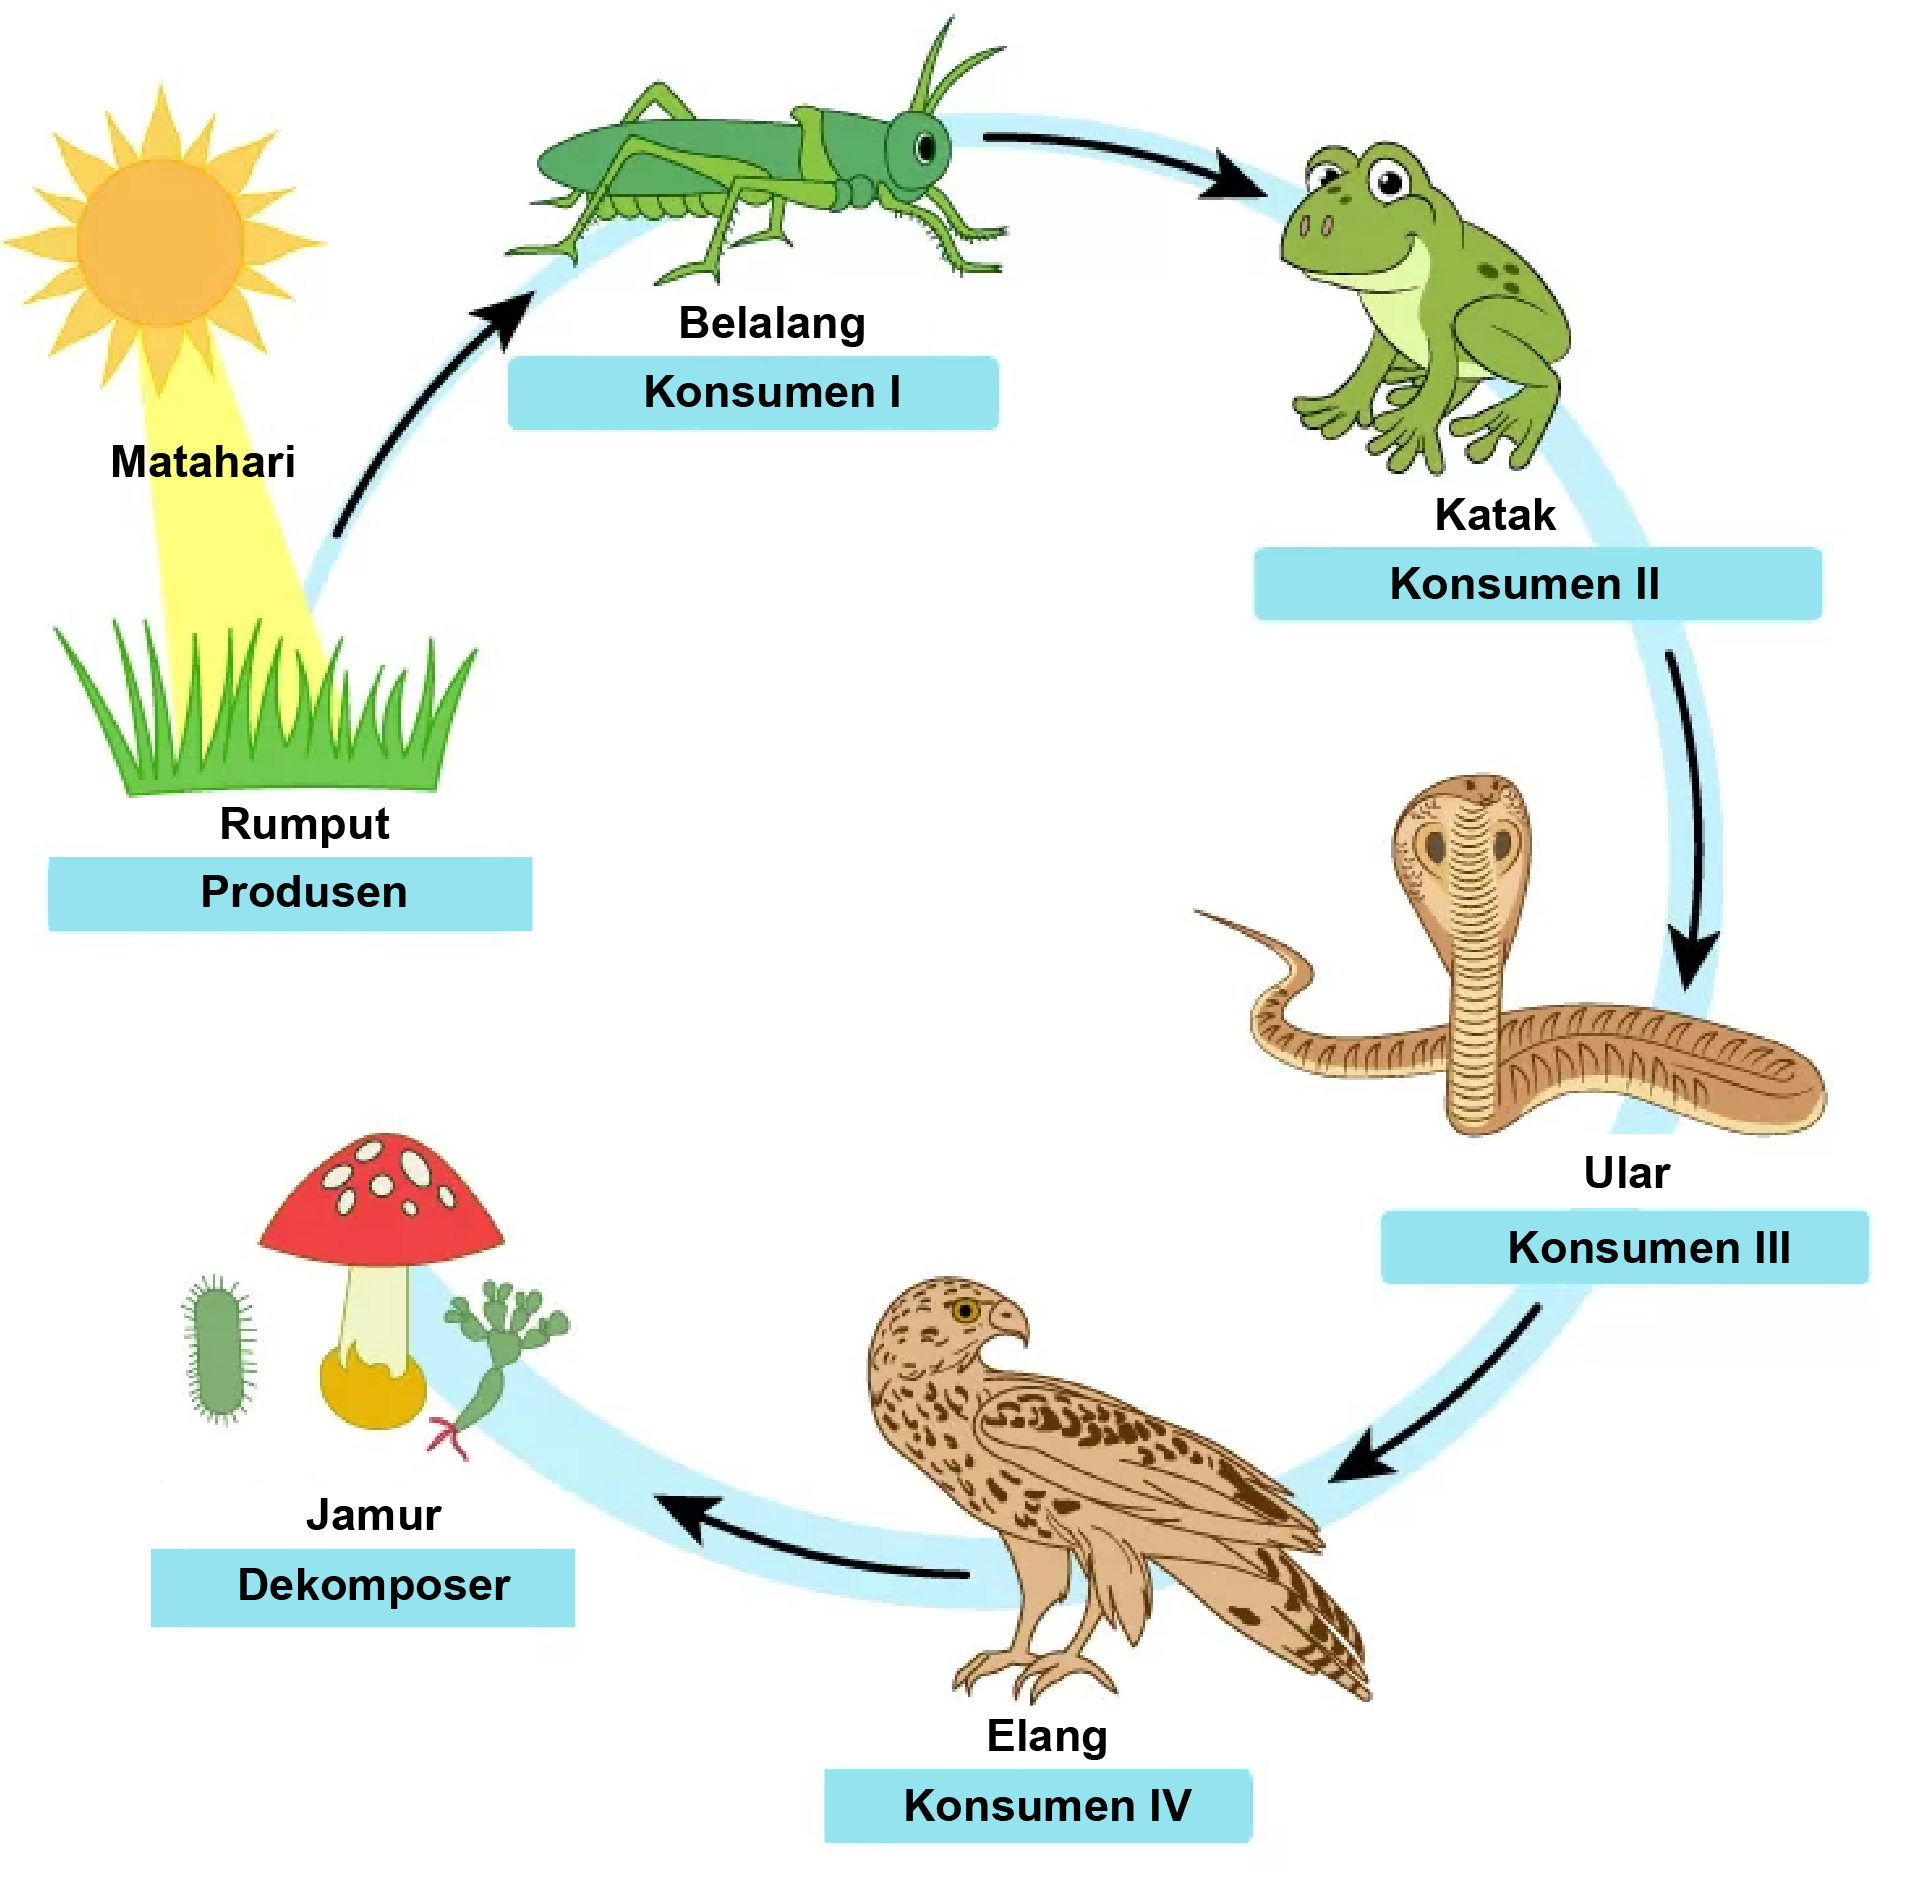 Matahari
Rumput
Produsen
Belalang
Konsumen I
Katak
Konsumen II
Ular
Konsumen III
Elang
Konsumen IV
Jamur
Dekomposer